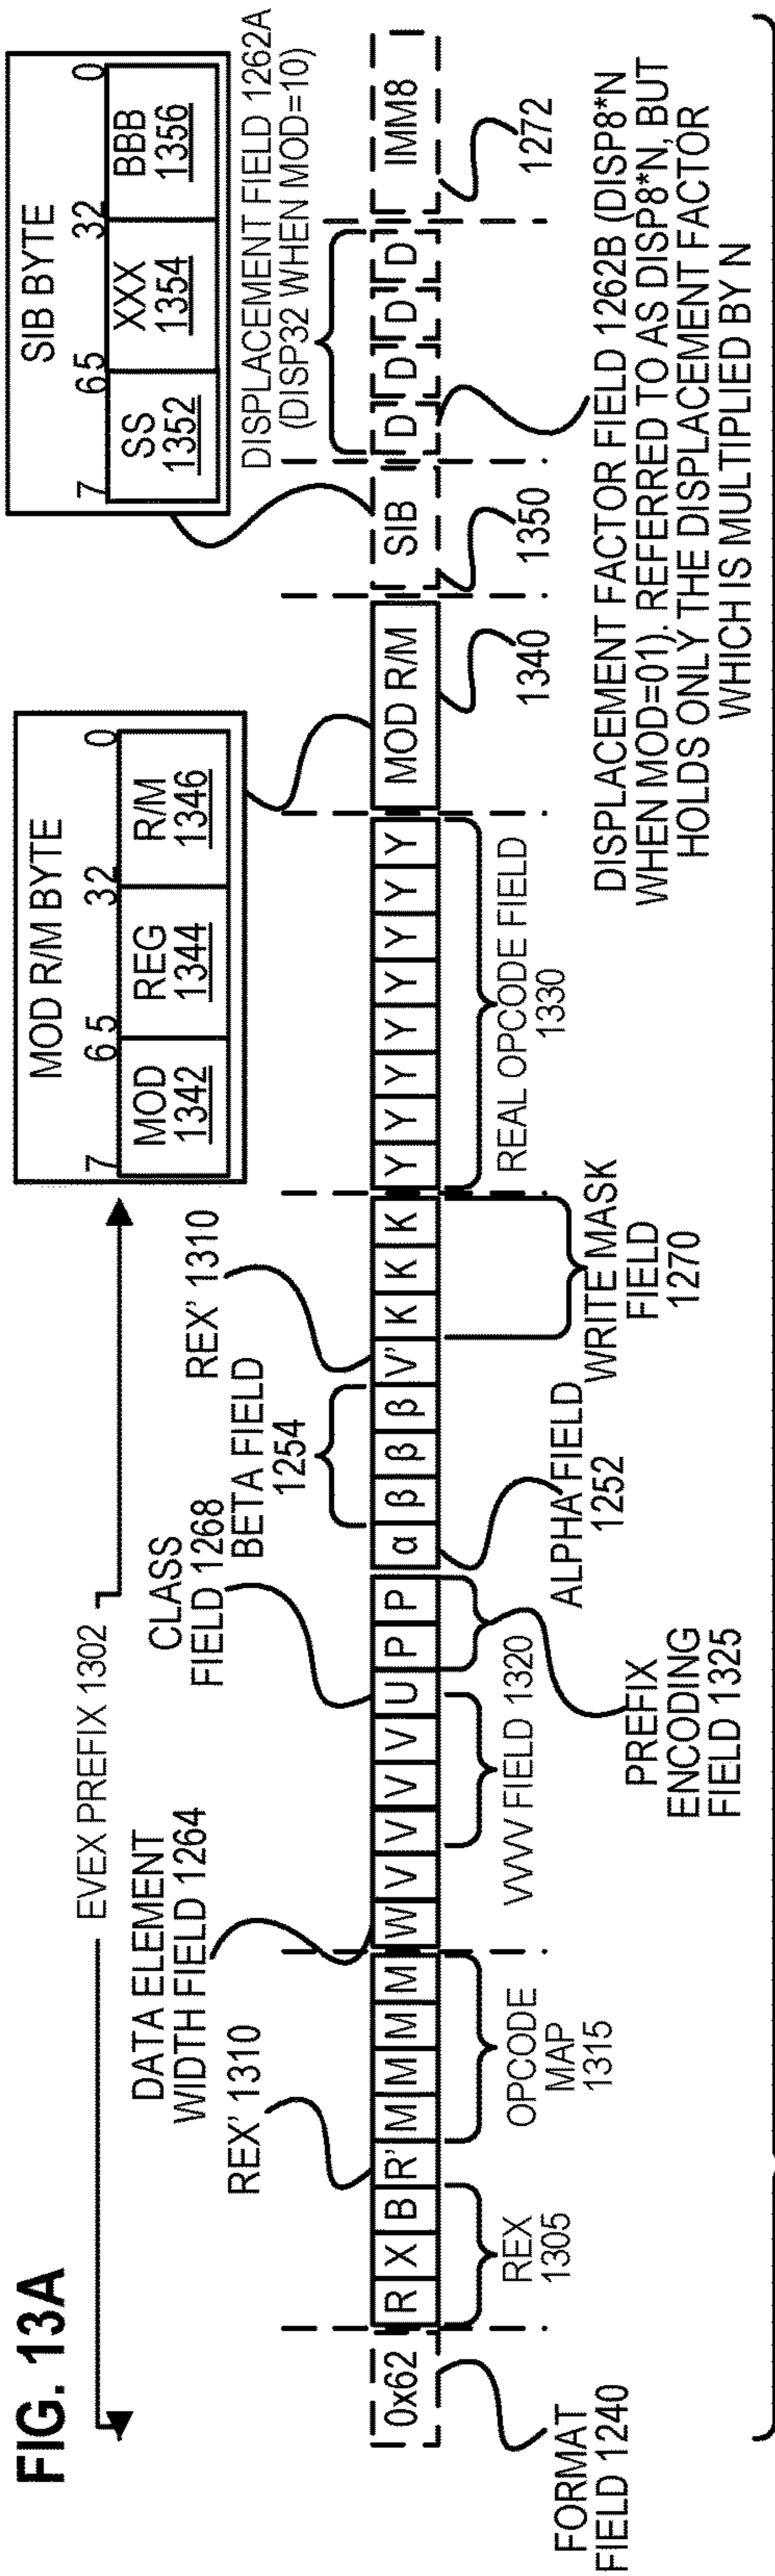 FIG. 13A
EVEX PREFIX 1302
MOD R/M BYTE
7 6 5 3 2 0
MOD REG R/M
1342 1344 1346
SIB BYTE
7 6 5 3 2 0
SS XXX BBB
1352 1354 1356
REX' 1310
DATA ELEMENT
WIDTH FIELD 1264
CLASS
FIELD 1268
BETA FIELD
1254
REX' 1310
DISPLACEMENT FIELD 1262A
(DISP32 WHEN MOD=10)
0x62 R X B R' M M M M W V V V V U P P α β β β V' K K K Y Y Y Y Y Y Y Y MOD R/M SIB D D D D IMM8
FORMAT
FIELD 1240
REX
1305
OPCODE
MAP
1315
VVVV FIELD 1320
PREFIX
ENCODING
FIELD 1325
ALPHA FIELD
1252
WRITE MASK
FIELD
1270
REAL OPCODE FIELD
1330
1340
1350
1272
DISPLACEMENT FACTOR FIELD 1262B (DISP8*N
WHEN MOD=01). REFERRED TO AS DISP8*N, BUT
HOLDS ONLY THE DISPLACEMENT FACTOR
WHICH IS MULTIPLIED BY N